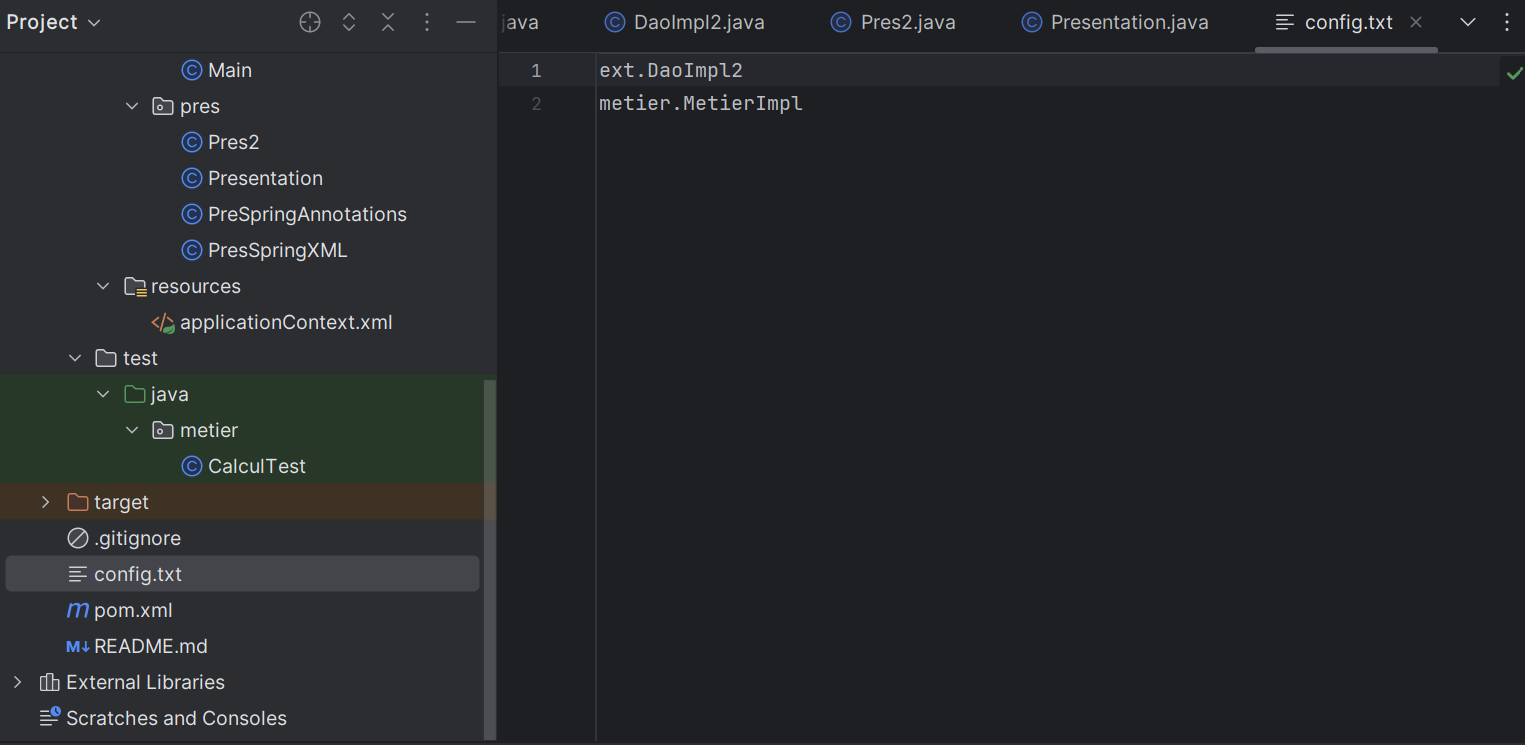 Project
java
DaoImpl2.java
Pres2.java
Presentation.java
config.txt
Main
pres
Pres2
Presentation
PreSpringAnnotations
PresSpringXML
resources
applicationContext.xml
test
java
metier
CalculTest
target
.gitignore
config.txt
pom.xml
README.md
External Libraries
Scratches and Consoles
1 ext.DaoImpl2
2 metier.MetierImpl